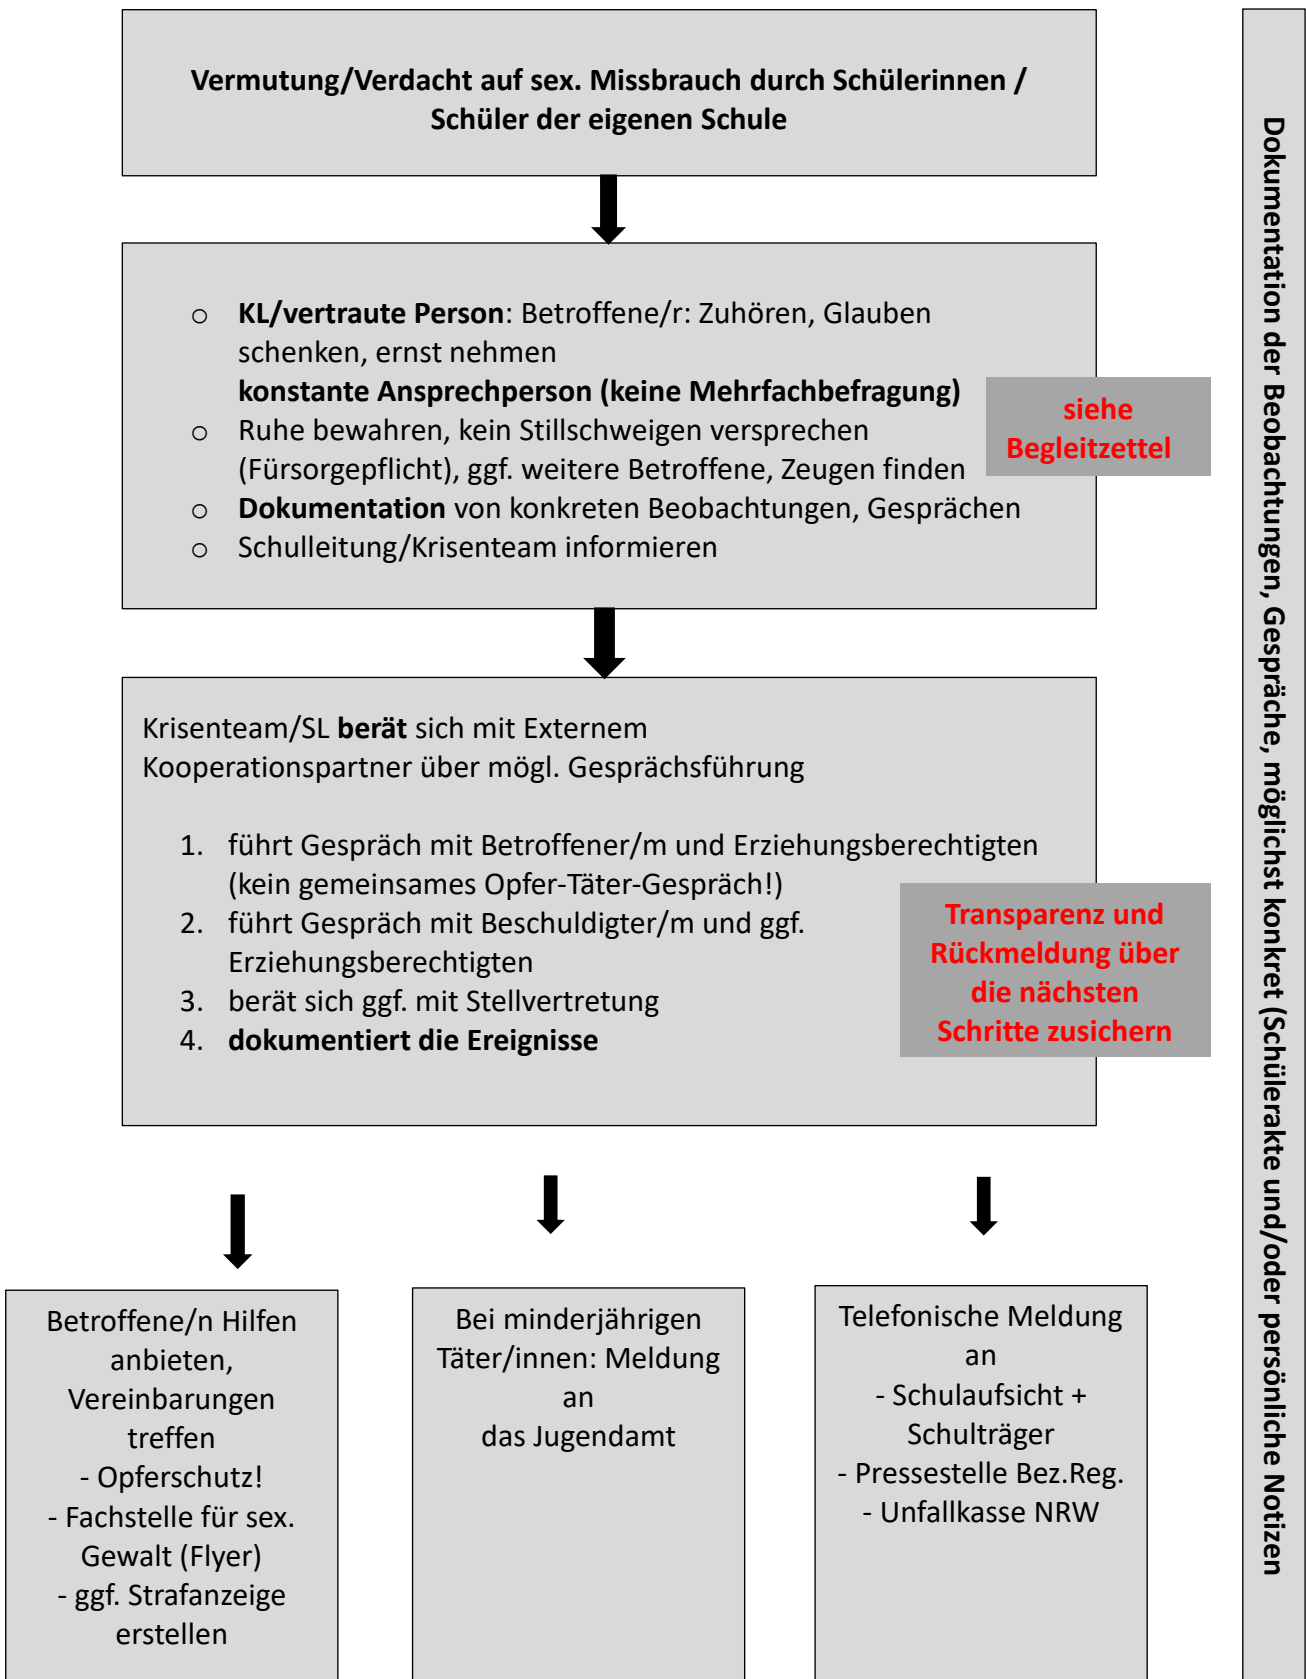 Vermutung/Verdacht auf sex. Missbrauch durch Schülerinnen /
Schüler der eigenen Schule
o KL/vertraute Person: Betroffene/r: Zuhören, Glauben
schenken, ernst nehmen
konstante Ansprechperson (keine Mehrfachbefragung)
o Ruhe bewahren, kein Stillschweigen versprechen
(Fürsorgepflicht), ggf. weitere Betroffene, Zeugen finden
o Dokumentation von konkreten Beobachtungen, Gesprächen
o Schulleitung/Krisenteam informieren
siehe
Begleitzettel
Krisenteam/SL berät sich mit Externem
Kooperationspartner über mögl. Gesprächsführung
1. führt Gespräch mit Betroffener/m und Erziehungsberechtigten
(kein gemeinsames Opfer-Täter-Gespräch!)
2. führt Gespräch mit Beschuldigter/m und ggf.
Erziehungsberechtigten
3. berät sich ggf. mit Stellvertretung
4. dokumentiert die Ereignisse
Transparenz und
Rückmeldung über
die nächsten
Schritte zusichern
Betroffene/n Hilfen
anbieten,
Vereinbarungen
treffen
- Opferschutz!
- Fachstelle für sex.
Gewalt (Flyer)
- ggf. Strafanzeige
erstellen
Bei minderjährigen
Täter/innen: Meldung
an
das Jugendamt
Telefonische Meldung
an
- Schulaufsicht +
Schulträger
- Pressestelle Bez.Reg.
- Unfallkasse NRW
Dokumentation der Beobachtungen, Gespräche, möglichst konkret (Schülerakte und/oder persönliche Notizen